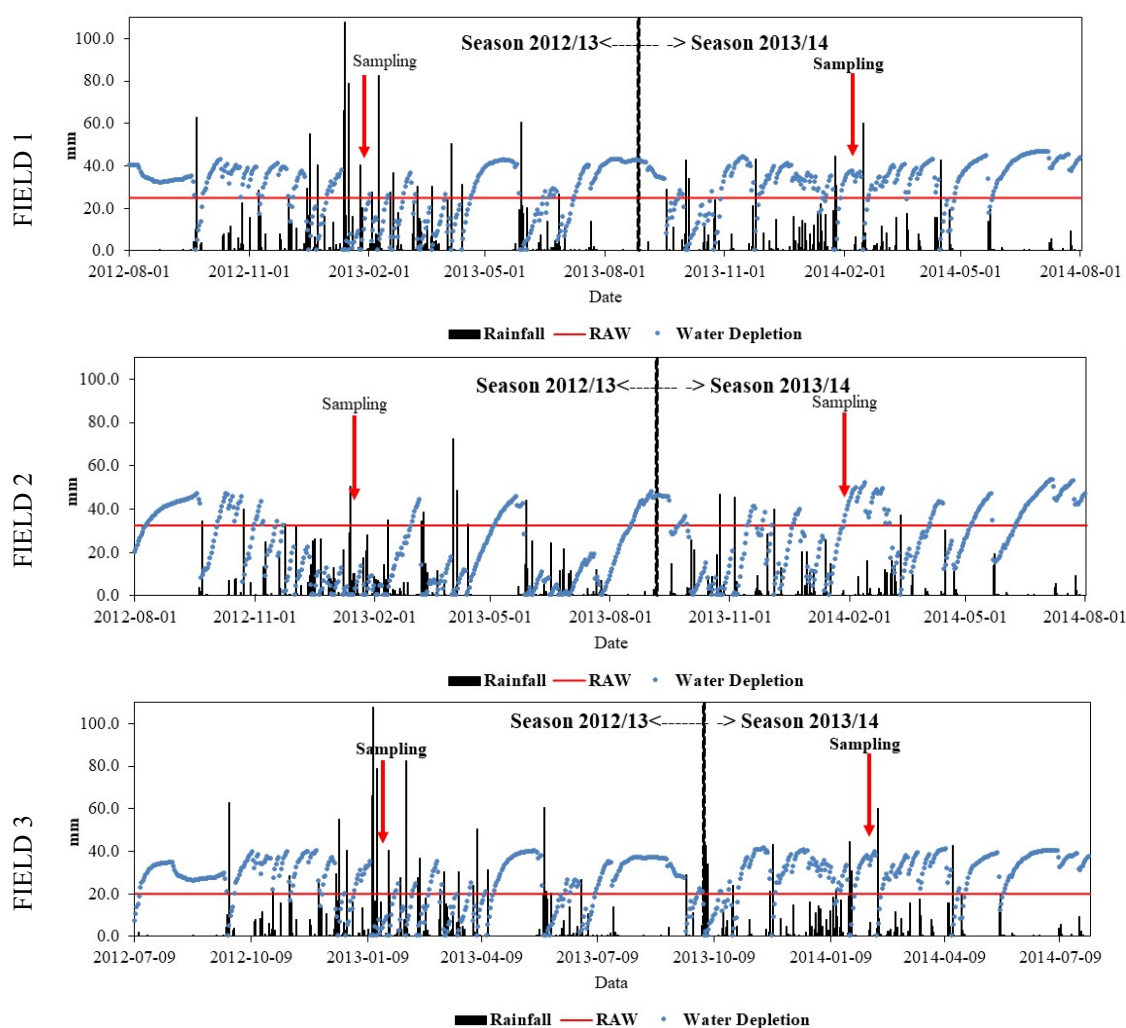 FIELD 1
mm
100.0
80.0
60.0
40.0
20.0
0.0
Season 2012/13<------- -> Season 2013/14
Sampling
Sampling
2012-08-01 2012-11-01 2013-02-01 2013-05-01 2013-08-01 2013-11-01 2014-02-01 2014-05-01 2014-08-01
Date
Rainfall RAW Water Depletion
FIELD 2
mm
100.0
80.0
60.0
40.0
20.0
0.0
Season 2012/13<------- -> Season 2013/14
Sampling
Sampling
2012-08-01 2012-11-01 2013-02-01 2013-05-01 2013-08-01 2013-11-01 2014-02-01 2014-05-01 2014-08-01
Date
Rainfall RAW Water Depletion
FIELD 3
mm
100.0
80.0
60.0
40.0
20.0
0.0
Season 2012/13<------- -> Season 2013/14
Sampling
Sampling
2012-07-09 2012-10-09 2013-01-09 2013-04-09 2013-07-09 2013-10-09 2014-01-09 2014-04-09 2014-07-09
Data
Rainfall RAW Water Depletion